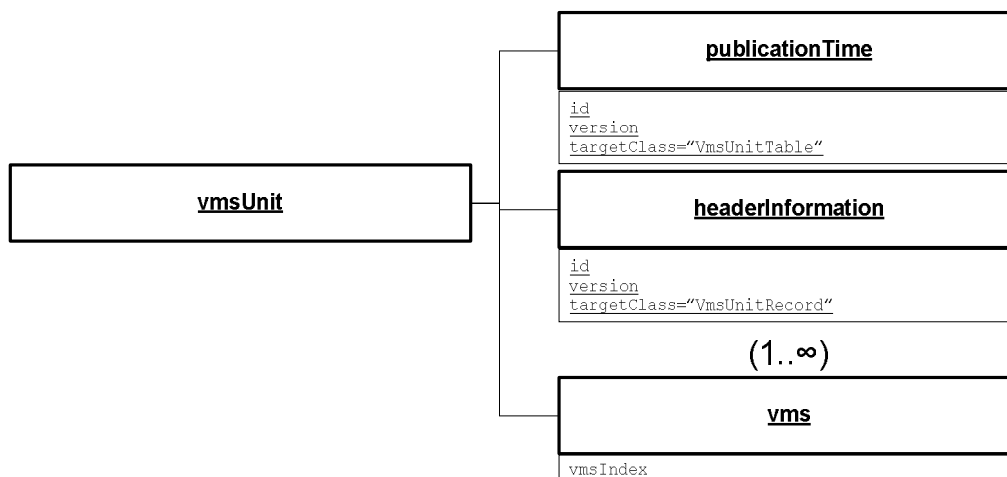 publicationTime
id
version
targetClass=“VmsUnitTable“
vmsUnit
headerInformation
id
version
targetClass=“VmsUnitRecord“
(1..∞)
vms
vmsIndex